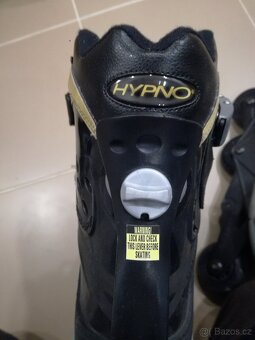 HYPNO
WARNING!
LOCK AND CHECK
THIS LEVER BEFORE
SKATING
Bazos.cz